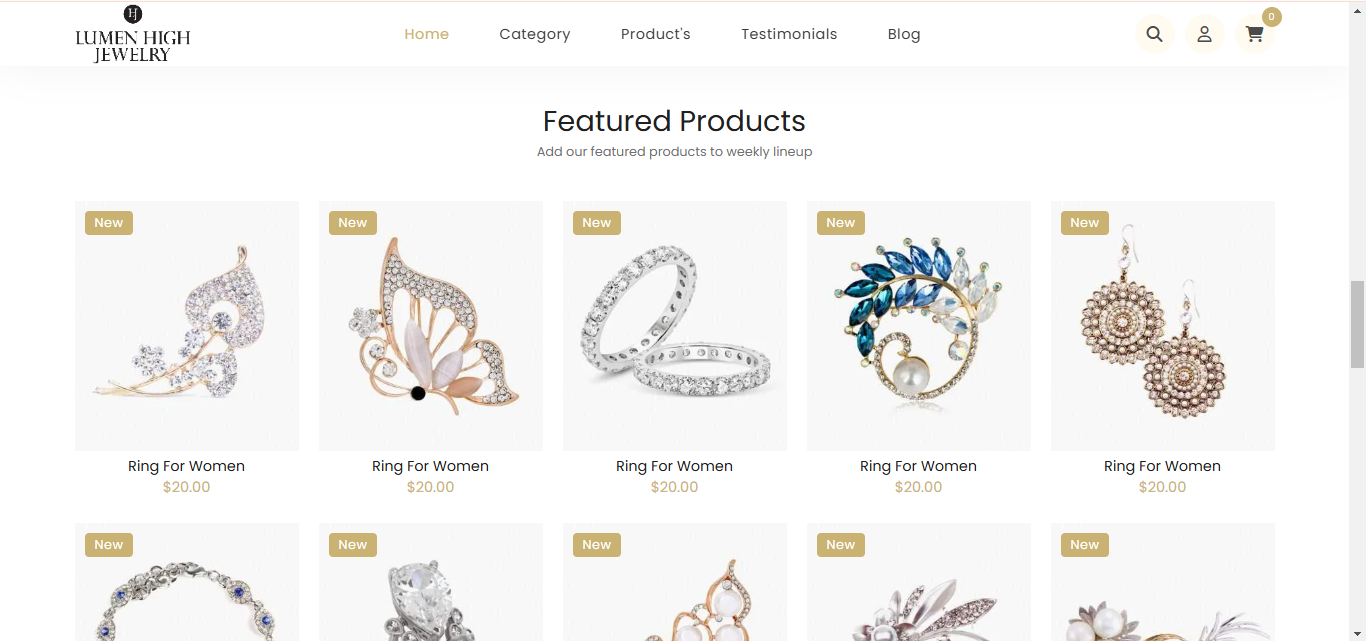 HJ
LUMEN HIGH
JEWELRY
Home Category Product's Testimonials Blog
0
Featured Products
Add our featured products to weekly lineup
New New New New New
Ring For Women Ring For Women Ring For Women Ring For Women Ring For Women
$20.00 $20.00 $20.00 $20.00 $20.00
New New New New New